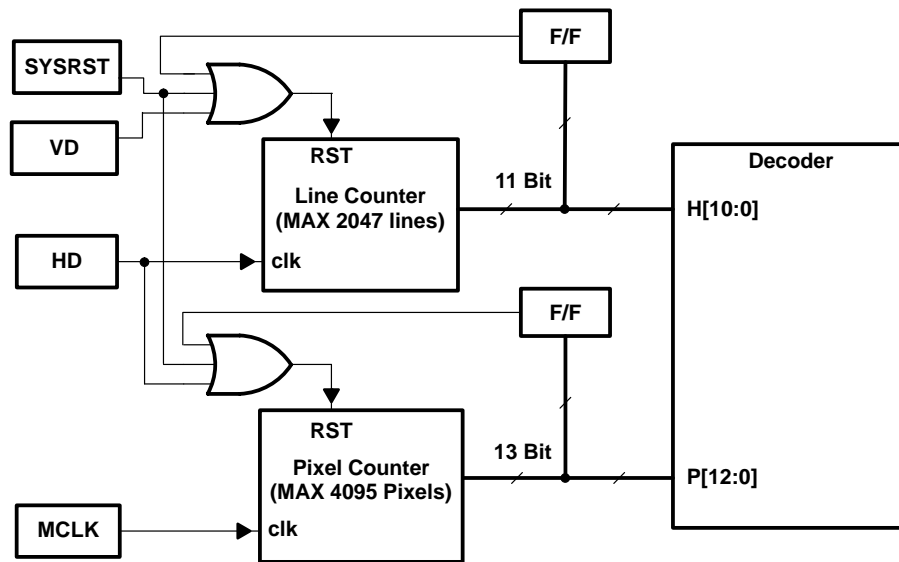 F/F
SYSRST
VD
RST
Line Counter
(MAX 2047 lines)
clk
11 Bit
Decoder
H[10:0]
HD
F/F
RST
Pixel Counter
(MAX 4095 Pixels)
clk
13 Bit
P[12:0]
MCLK